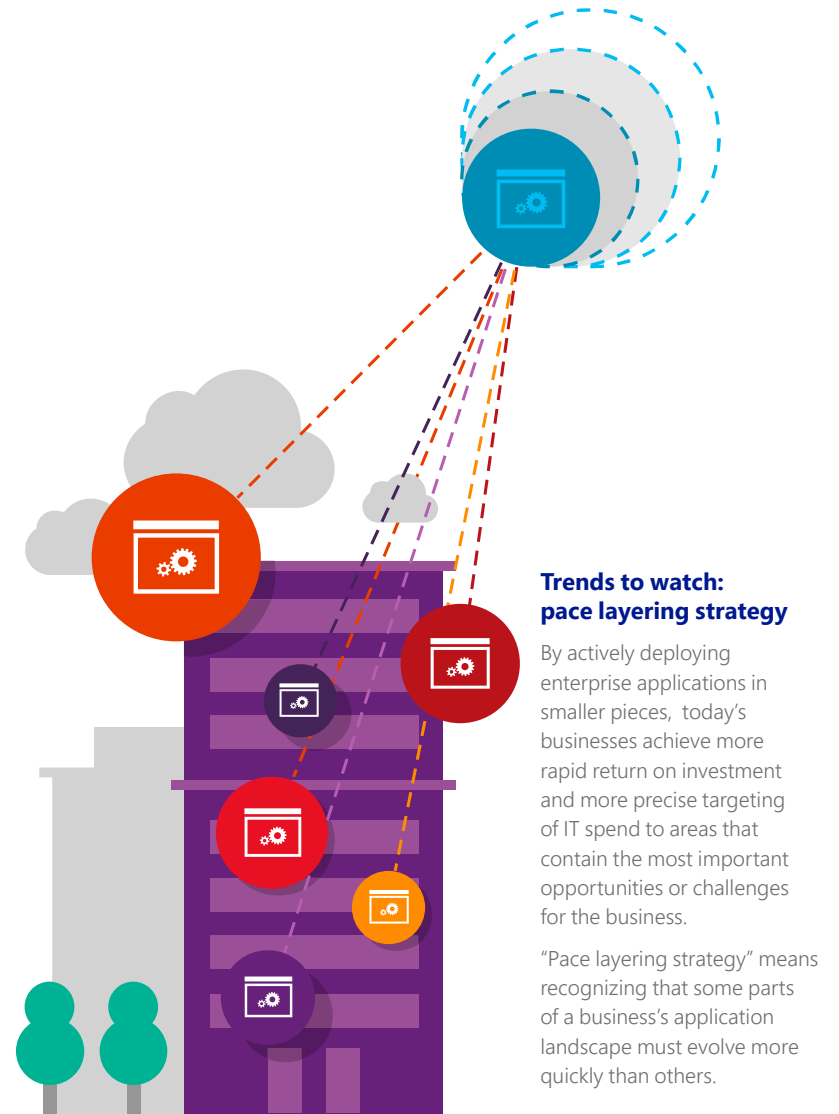 Trends to watch:
pace layering strategy
By actively deploying
enterprise applications in
smaller pieces,  today’s
businesses achieve more
rapid return on investment
and more precise targeting
of IT spend to areas that
contain the most important
opportunities or challenges
for the business.
“Pace layering strategy” means
recognizing that some parts
of a business’s application
landscape must evolve more
quickly than others.